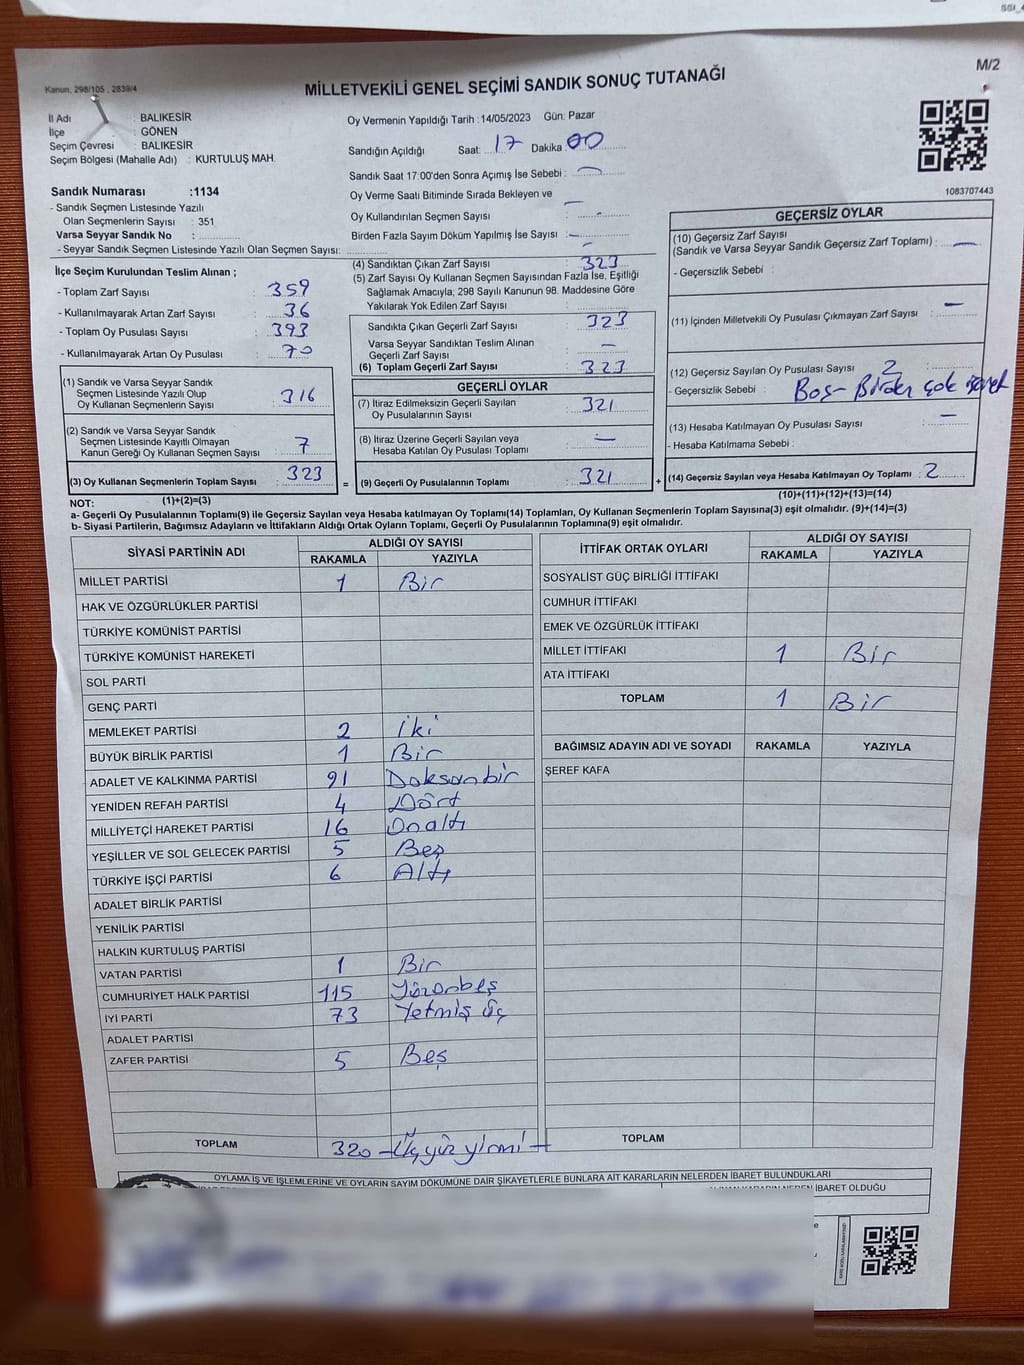 SSI_4
Kanun, 298/105 , 2839/4
MİLLETVEKİLİ GENEL SEÇİMİ SANDIK SONUÇ TUTANAĞI
M/2
İl Adı : BALIKESİR
İlçe : GÖNEN
Seçim Çevresi : BALIKESİR
Seçim Bölgesi (Mahalle Adı) : KURTULUŞ MAH.
Sandık Numarası :1134
- Sandık Seçmen Listesinde Yazılı
Olan Seçmenlerin Sayısı : 351
Varsa Seyyar Sandık No :
- Seyyar Sandık Seçmen Listesinde Yazılı Olan Seçmen Sayısı:
Oy Vermenin Yapıldığı Tarih :14/05/2023 Gün: Pazar
Sandığın Açıldığı Saat: 17 Dakika: 00
Sandık Saat 17:00'den Sonra Açımış İse Sebebi : —
Oy Verme Saati Bitiminde Sırada Bekleyen ve
Oy Kullandırılan Seçmen Sayısı —
Birden Fazla Sayım Döküm Yapılmış İse Sayısı : —
1083707443
İlçe Seçim Kurulundan Teslim Alınan ;
- Toplam Zarf Sayısı : 359
- Kullanılmayarak Artan Zarf Sayısı : 36
- Toplam Oy Pusulası Sayısı : 393
- Kullanılmayarak Artan Oy Pusulası : 70
(1) Sandık ve Varsa Seyyar Sandık
Seçmen Listesinde Yazılı Olup
Oy Kullanan Seçmenlerin Sayısı : 316
(2) Sandık ve Varsa Seyyar Sandık
Seçmen Listesinde Kayıtlı Olmayan
Kanun Gereği Oy Kullanan Seçmen Sayısı : 7
(3) Oy Kullanan Seçmenlerin Toplam Sayısı : 323
(1)+(2)=(3)
(4) Sandıktan Çıkan Zarf Sayısı : 323
(5) Zarf Sayısı Oy Kullanan Seçmen Sayısından Fazla İse, Eşitliği
Sağlamak Amacıyla, 298 Sayılı Kanunun 98. Maddesine Göre
Yakılarak Yok Edilen Zarf Sayısı :
Sandıkta Çıkan Geçerli Zarf Sayısı : 323
Varsa Seyyar Sandıktan Teslim Alınan
Geçerli Zarf Sayısı : —
(6) Toplam Geçerli Zarf Sayısı : 323
GEÇERLİ OYLAR
(7) İtiraz Edilmeksizin Geçerli Sayılan
Oy Pusulalarının Sayısı : 321
(8) İtiraz Üzerine Geçerli Sayılan veya
Hesaba Katılan Oy Pusulası Toplamı : —
= (9) Geçerli Oy Pusulalarının Toplamı : 321
GEÇERSİZ OYLAR
(10) Geçersiz Zarf Sayısı
(Sandık ve Varsa Seyyar Sandık Geçersiz Zarf Toplamı) : —
- Geçersizlik Sebebi :
(11) İçinden Milletvekili Oy Pusulası Çıkmayan Zarf Sayısı : —
(12) Geçersiz Sayılan Oy Pusulası Sayısı : 2
- Geçersizlik Sebebi : Boş - Birden çok işaret
(13) Hesaba Katılmayan Oy Pusulası Sayısı : —
- Hesaba Katılmama Sebebi :
+ (14) Geçersiz Sayılan veya Hesaba Katılmayan Oy Toplamı : 2
(10)+(11)+(12)+(13)=(14)
NOT:
a- Geçerli Oy Pusulalarının Toplamı(9) ile Geçersiz Sayılan veya Hesaba katılmayan Oy Toplamı(14) Toplamları, Oy Kullanan Seçmenlerin Toplam Sayısına(3) eşit olmalıdır. (9)+(14)=(3)
b- Siyasi Partilerin, Bağımsız Adayların ve İttifakların Aldığı Ortak Oyların Toplamı, Geçerli Oy Pusulalarının Toplamına(9) eşit olmalıdır.
SİYASİ PARTİNİN ADI ALDIĞI OY SAYISI
RAKAMLA YAZIYLA
MİLLET PARTİSİ 1 Bir
HAK VE ÖZGÜRLÜKLER PARTİSİ
TÜRKİYE KOMÜNİST PARTİSİ
TÜRKİYE KOMÜNİST HAREKETİ
SOL PARTİ
GENÇ PARTİ
MEMLEKET PARTİSİ 2 İki
BÜYÜK BİRLİK PARTİSİ 1 Bir
ADALET VE KALKINMA PARTİSİ 91 Doksanbir
YENİDEN REFAH PARTİSİ 4 Dört
MİLLİYETÇİ HAREKET PARTİSİ 16 Onaltı
YEŞİLLER VE SOL GELECEK PARTİSİ 5 Beş
TÜRKİYE İŞÇİ PARTİSİ 6 Altı
ADALET BİRLİK PARTİSİ
YENİLİK PARTİSİ
HALKIN KURTULUŞ PARTİSİ
VATAN PARTİSİ 1 Bir
CUMHURİYET HALK PARTİSİ 115 Yüzonbeş
İYİ PARTİ 73 Yetmiş üç
ADALET PARTİSİ
ZAFER PARTİSİ 5 Beş
TOPLAM 320 - Üçyüz yirmi -
İTTİFAK ORTAK OYLARI ALDIĞI OY SAYISI
RAKAMLA YAZIYLA
SOSYALİST GÜÇ BİRLİĞİ İTTİFAKI
CUMHUR İTTİFAKI
EMEK VE ÖZGÜRLÜK İTTİFAKI
MİLLET İTTİFAKI 1 Bir
ATA İTTİFAKI
TOPLAM 1 Bir
BAĞIMSIZ ADAYIN ADI VE SOYADI RAKAMLA YAZIYLA
ŞEREF KAFA
TOPLAM
OYLAMA İŞ VE İŞLEMLERİNE VE OYLARIN SAYIM DÖKÜMÜNE DAİR ŞİKAYETLERLE BUNLARA AİT KARARLARIN NELERDEN İBARET BULUNDUKLARI
İBARET OLDUĞU